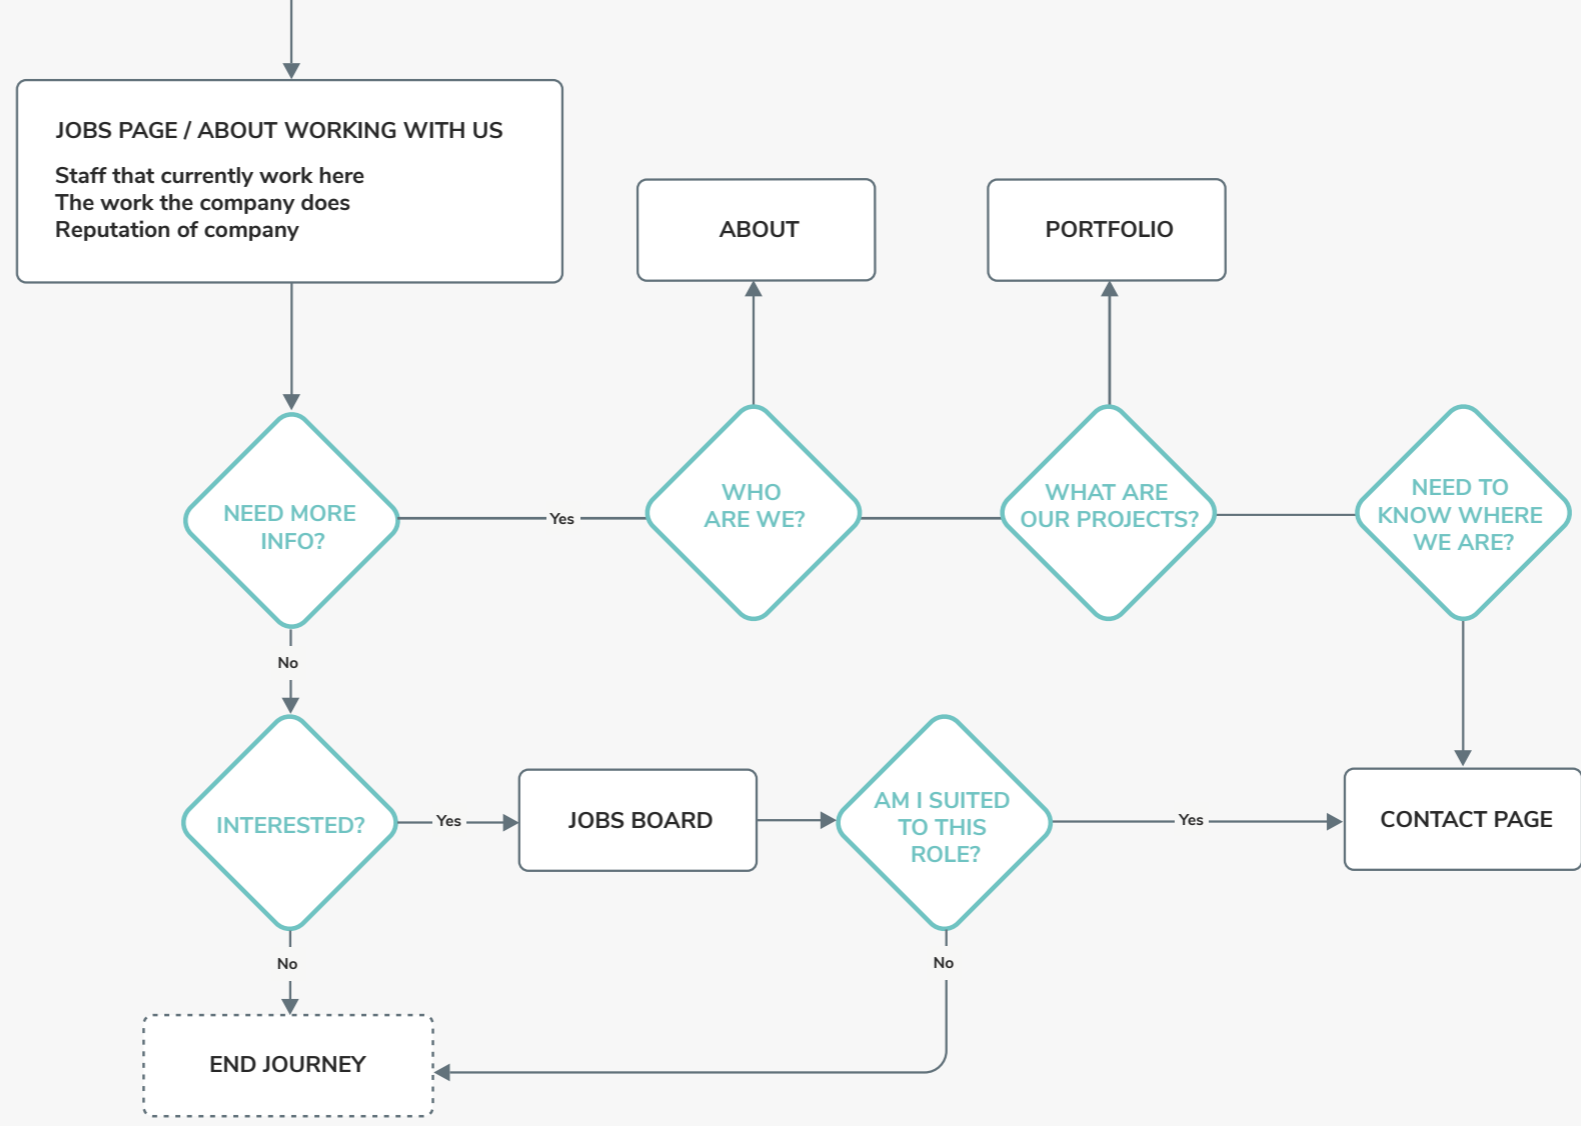 JOBS PAGE / ABOUT WORKING WITH US
Staff that currently work here
The work the company does
Reputation of company
ABOUT
PORTFOLIO
NEED MORE
INFO?
Yes
WHO
ARE WE?
WHAT ARE
OUR PROJECTS?
NEED TO
KNOW WHERE
WE ARE?
No
INTERESTED?
Yes
JOBS BOARD
AM I SUITED
TO THIS
ROLE?
Yes
CONTACT PAGE
No
No
END JOURNEY